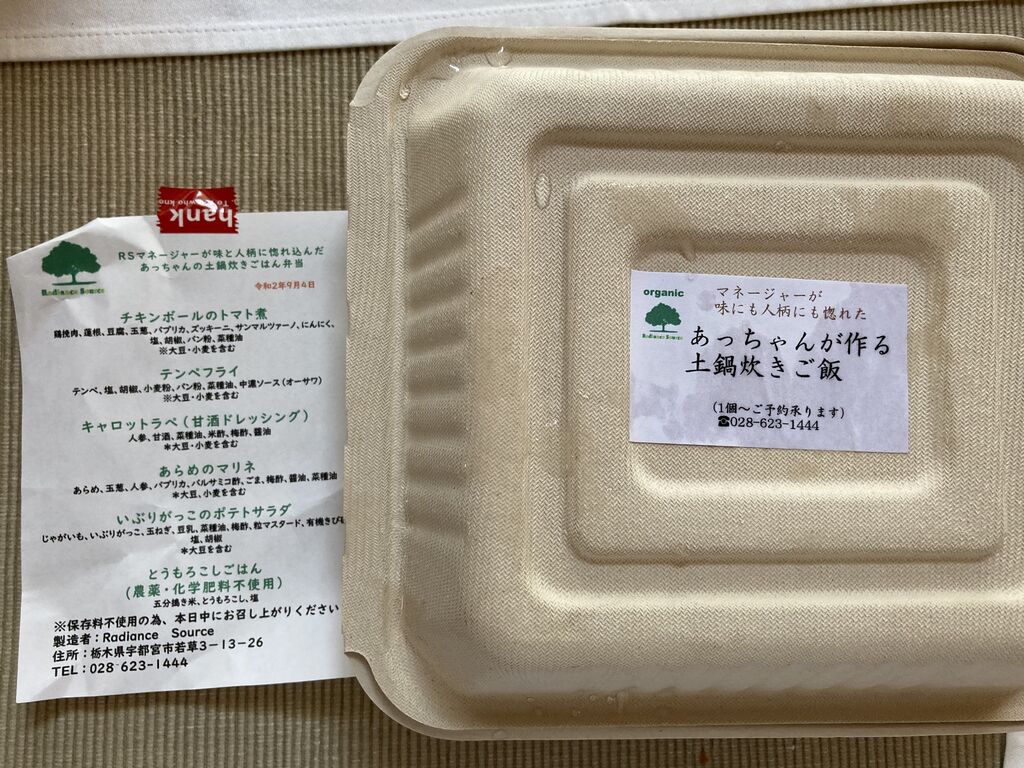 Thank
To
who kno
Radiance Source
RSマネージャーが味と人柄に惚れ込んだ
あっちゃんの土鍋炊きごはん弁当
令和2年9月4日
チキンボールのトマト煮
鶏挽肉、蓮根、豆腐、玉葱、パプリカ、ズッキーニ、サンマルツァーノ、にんにく、
塩、胡椒、パン粉、菜種油
※大豆・小麦を含む
テンペフライ
テンペ、塩、胡椒、小麦粉、パン粉、菜種油、中濃ソース(オーサワ)
※大豆・小麦を含む
キャロットラペ(甘酒ドレッシング)
人参、甘酒、菜種油、米酢、梅酢、醤油
*大豆・小麦を含む
あらめのマリネ
あらめ、玉葱、人参、パプリカ、バルサミコ酢、ごま、梅酢、醤油、菜種油
*大豆、小麦を含む
いぶりがっこのポテトサラダ
じゃがいも、いぶりがっこ、玉ねぎ、豆乳、菜種油、梅酢、粒マスタード、有機きび
塩、胡椒
*大豆を含む
とうもろこしごはん
(農薬・化学肥料不使用)
五分搗き米、とうもろこし、塩
※保存料不使用の為、本日中にお召し上がりください
製造者:Radiance Source
住所:栃木県宇都宮市若草3-13-26
TEL:028-623-1444
organic
Radiance Source
マネージャーが
味にも人柄にも惚れた
あっちゃんが作る
土鍋炊きご飯
(1個~ご予約承ります)
☎028-623-1444